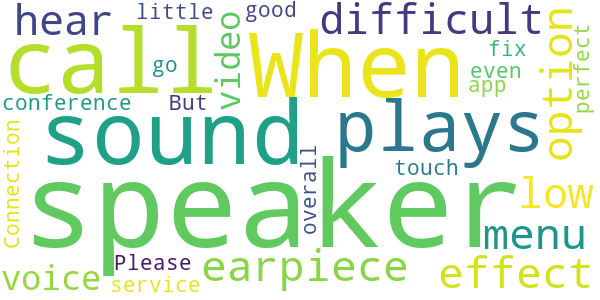 hear little good difficult
call go video When fix option perfect
even app
conference But
Connection sound plays
overall touch
speaker low
menu
Please earpiece
voice service effect